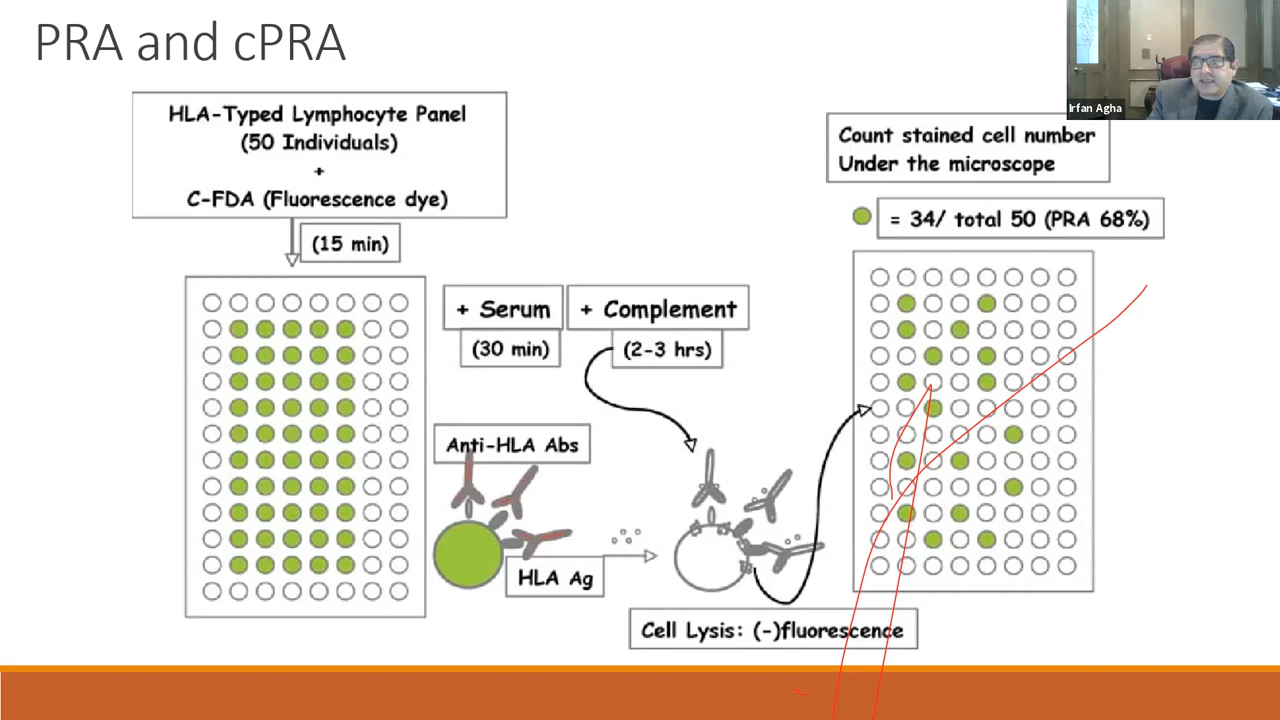 PRA and cPRA
Irfan Agha
HLA-Typed Lymphocyte Panel
(50 Individuals)
+
C-FDA (Fluorescence dye)
(15 min)
+ Serum
(30 min)
+ Complement
(2-3 hrs)
Anti-HLA Abs
HLA Ag
Cell Lysis: (-)fluorescence
Count stained cell number
Under the microscope
= 34/ total 50 (PRA 68%)